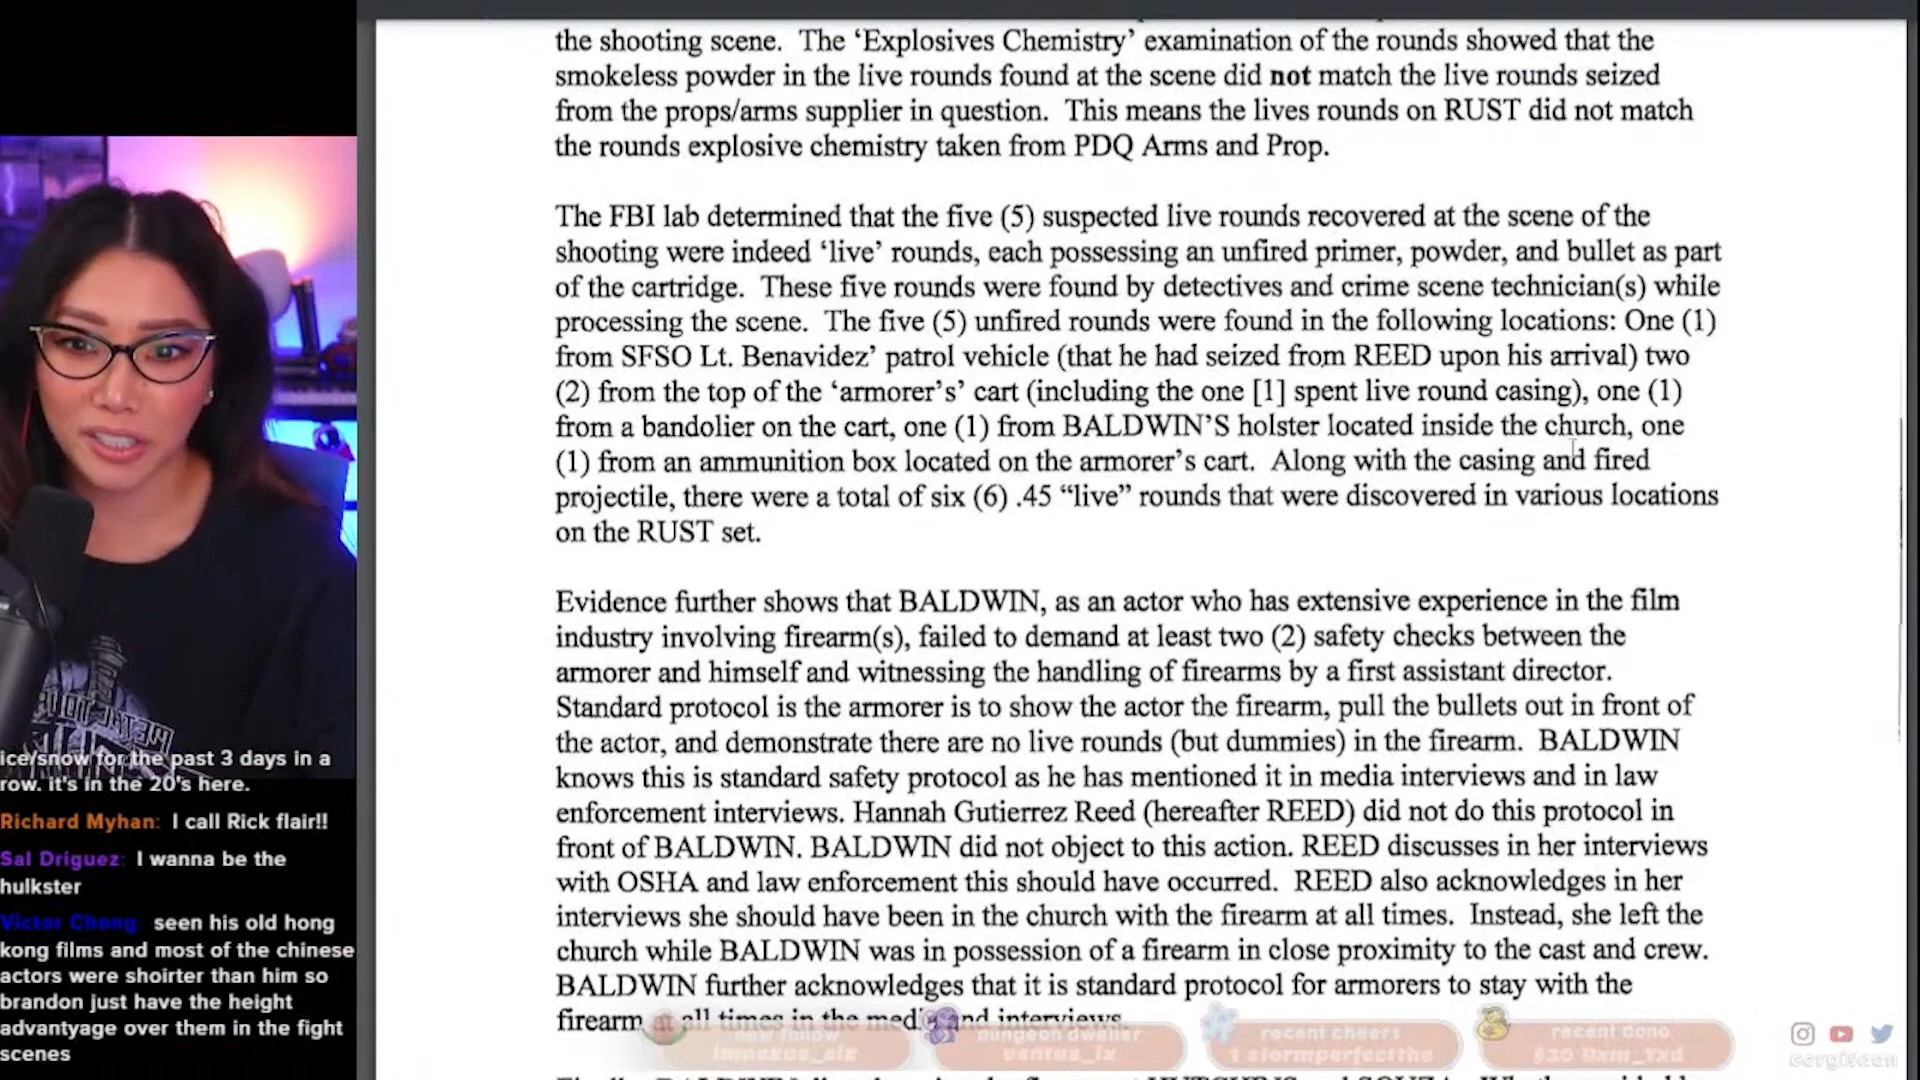 the shooting scene.  The ‘Explosives Chemistry’ examination of the rounds showed that the
smokeless powder in the live rounds found at the scene did not match the live rounds seized
from the props/arms supplier in question.  This means the lives rounds on RUST did not match
the rounds explosive chemistry taken from PDQ Arms and Prop.
The FBI lab determined that the five (5) suspected live rounds recovered at the scene of the
shooting were indeed ‘live’ rounds, each possessing an unfired primer, powder, and bullet as part
of the cartridge.  These five rounds were found by detectives and crime scene technician(s) while
processing the scene.  The five (5) unfired rounds were found in the following locations: One (1)
from SFSO Lt. Benavidez’ patrol vehicle (that he had seized from REED upon his arrival) two
(2) from the top of the ‘armorer’s’ cart (including the one [1] spent live round casing), one (1)
from a bandolier on the cart, one (1) from BALDWIN’S holster located inside the church, one
(1) from an ammunition box located on the armorer’s cart.  Along with the casing and fired
projectile, there were a total of six (6) .45 “live” rounds that were discovered in various locations
on the RUST set.
Evidence further shows that BALDWIN, as an actor who has extensive experience in the film
industry involving firearm(s), failed to demand at least two (2) safety checks between the
armorer and himself and witnessing the handling of firearms by a first assistant director.
Standard protocol is the armorer is to show the actor the firearm, pull the bullets out in front of
the actor, and demonstrate there are no live rounds (but dummies) in the firearm.  BALDWIN
knows this is standard safety protocol as he has mentioned it in media interviews and in law
enforcement interviews. Hannah Gutierrez Reed (hereafter REED) did not do this protocol in
front of BALDWIN. BALDWIN did not object to this action. REED discusses in her interviews
with OSHA and law enforcement this should have occurred.  REED also acknowledges in her
interviews she should have been in the church with the firearm at all times.  Instead, she left the
church while BALDWIN was in possession of a firearm in close proximity to the cast and crew.
BALDWIN further acknowledges that it is standard protocol for armorers to stay with the
firearm at all times in the media and interviews.
ice/snow for the past 3 days in a
row. it's in the 20's here.
Richard Myhan: I call Rick flair!!
Sal Driguez: I wanna be the
hulkster
Victor Chong: seen his old hong
kong films and most of the chinese
actors were shoirter than him so
brandon just have the height
advantyage over them in the fight
scenes
dungeon dweller
ventus_ix
recent cheers
1 stormperfectthe
recent dono